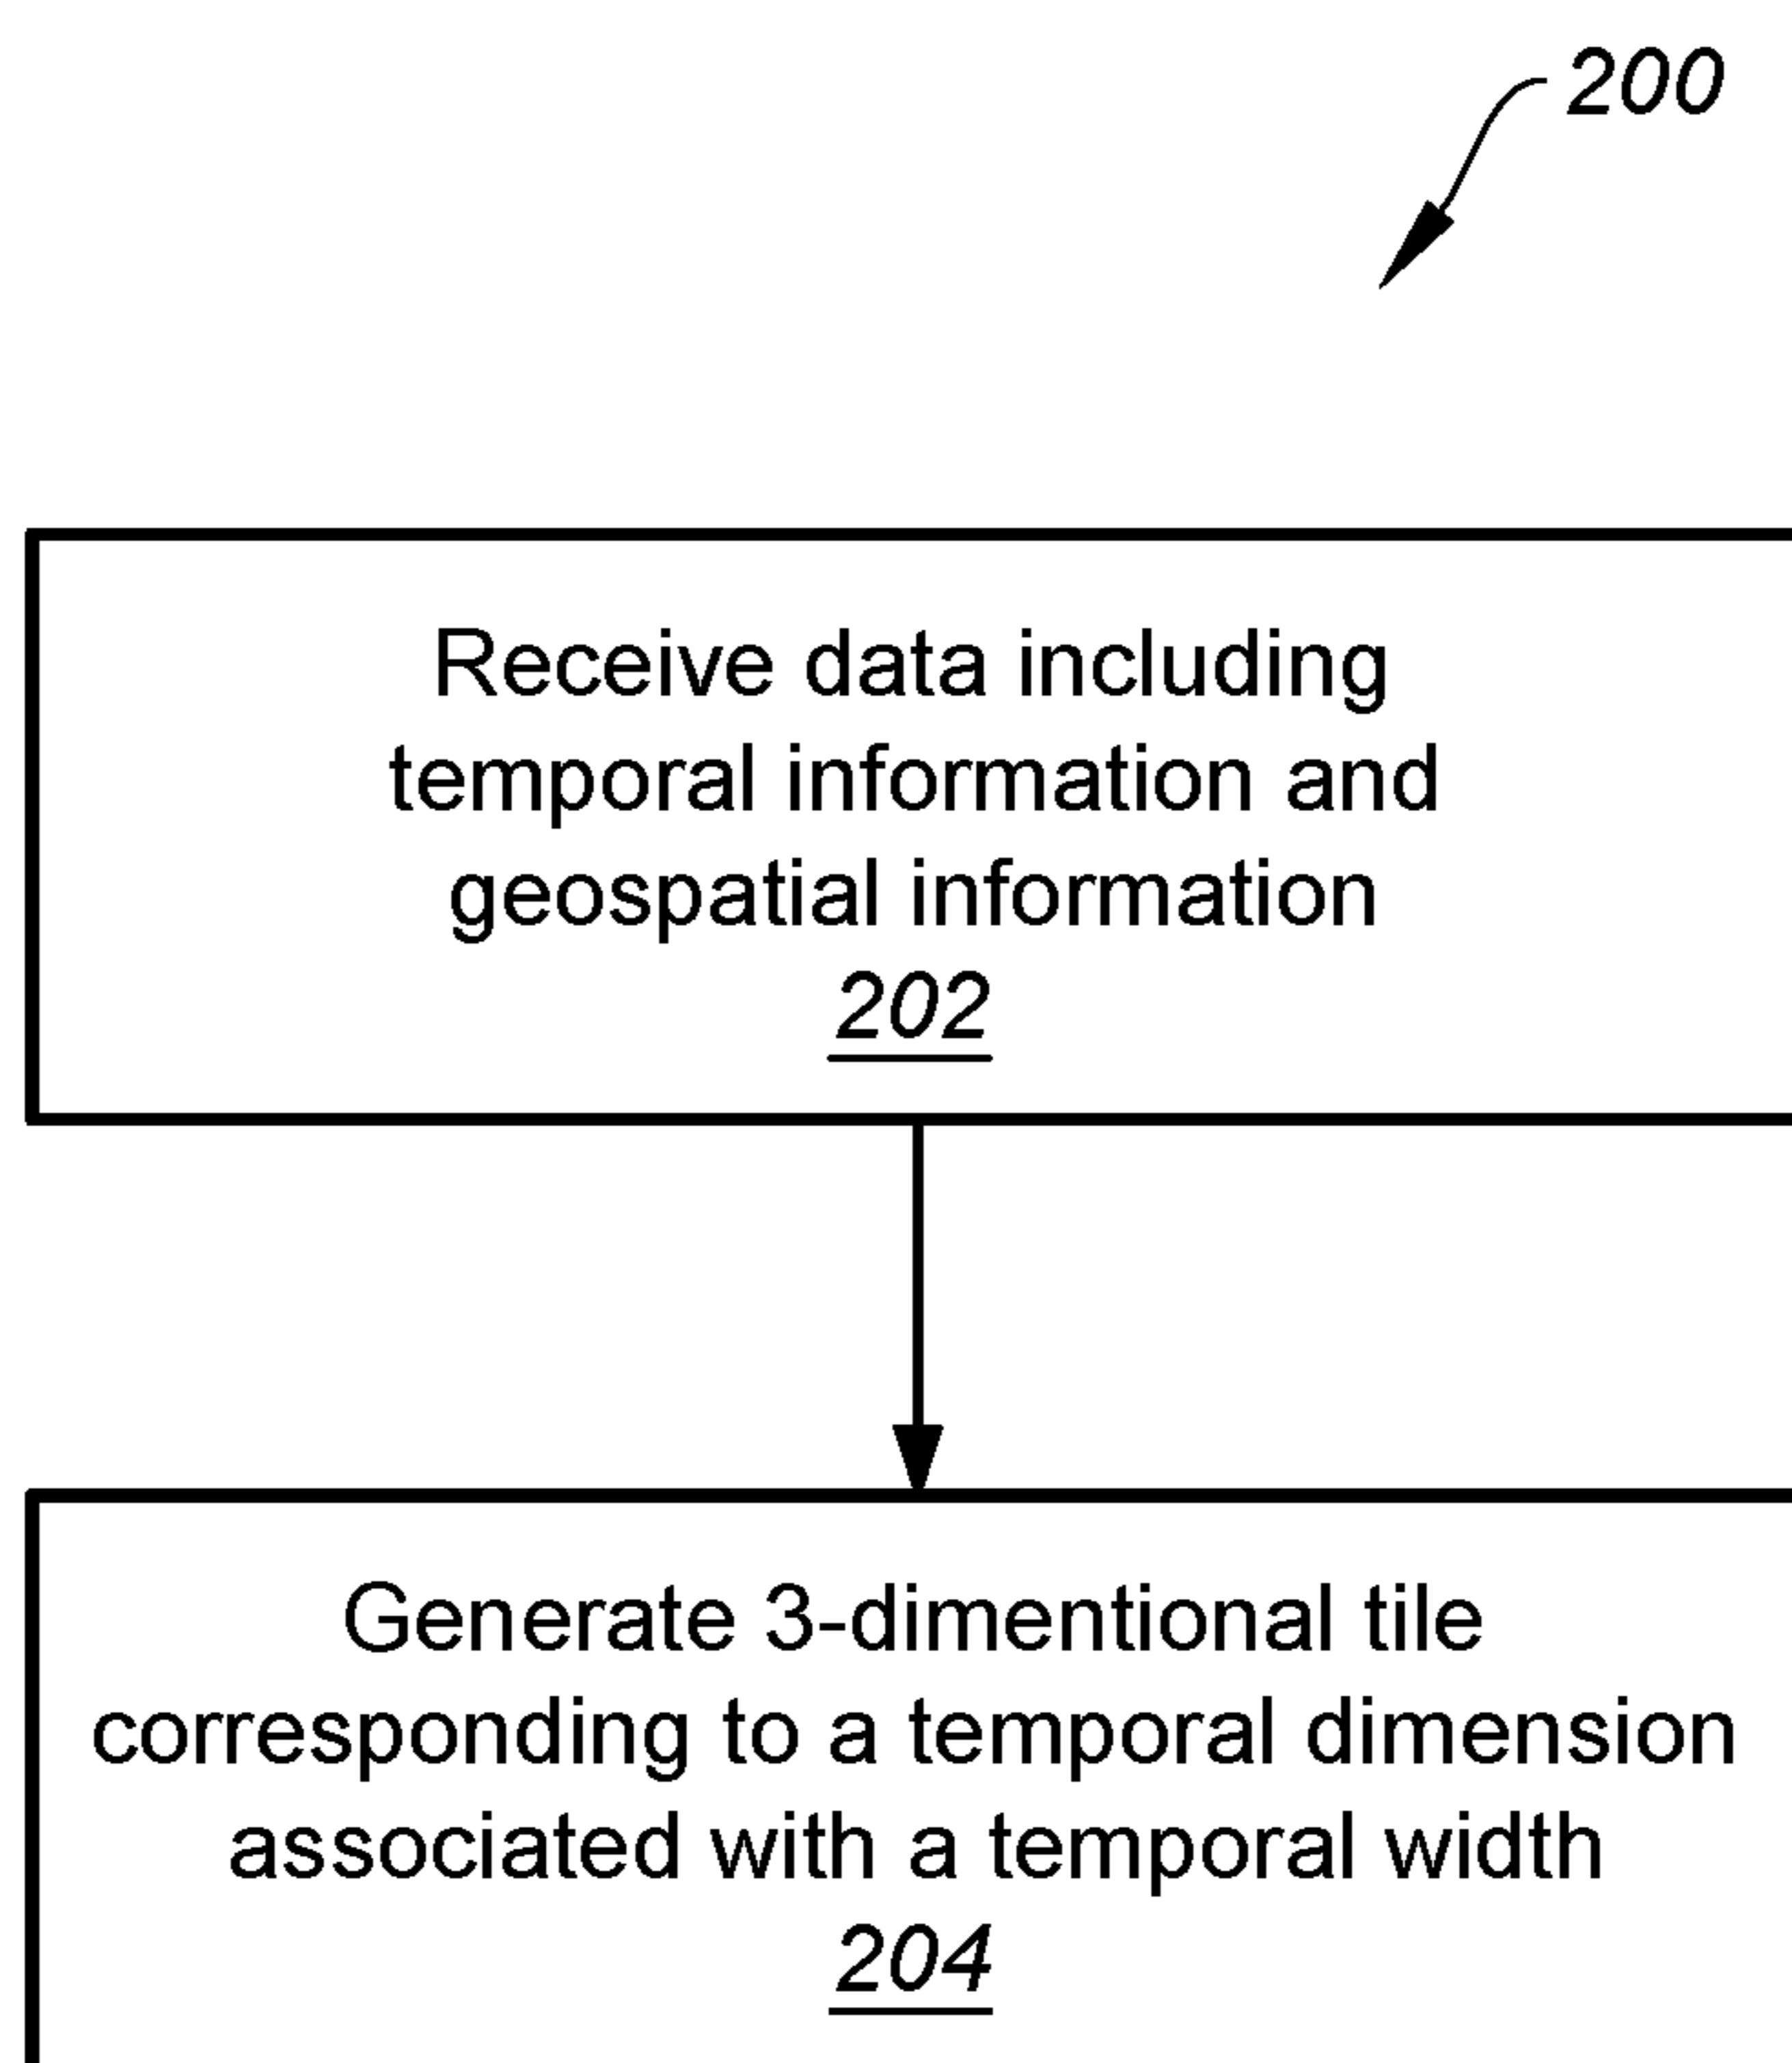 200
Receive data including
temporal information and
geospatial information
202
Generate 3-dimentional tile
corresponding to a temporal dimension
associated with a temporal width
204